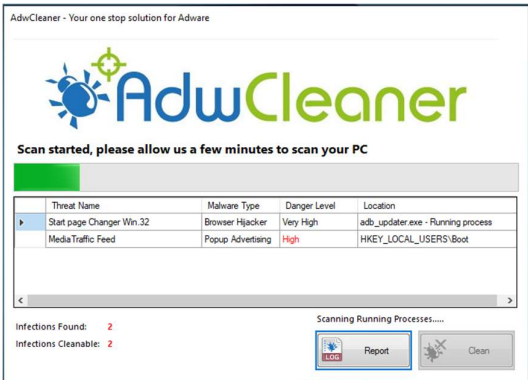 AdwCleaner - Your one stop solution for Adware
AdwCleaner
Scan started, please allow us a few minutes to scan your PC
Threat Name Malware Type Danger Level Location
Start page Changer Win.32 Browser Hijacker Very High adb_updater.exe - Running process
MediaTraffic Feed Popup Advertising High HKEY_LOCAL_USERS\Boot
Infections Found: 2
Infections Cleanable: 2
Scanning Running Processes.....
LOG Report Clean